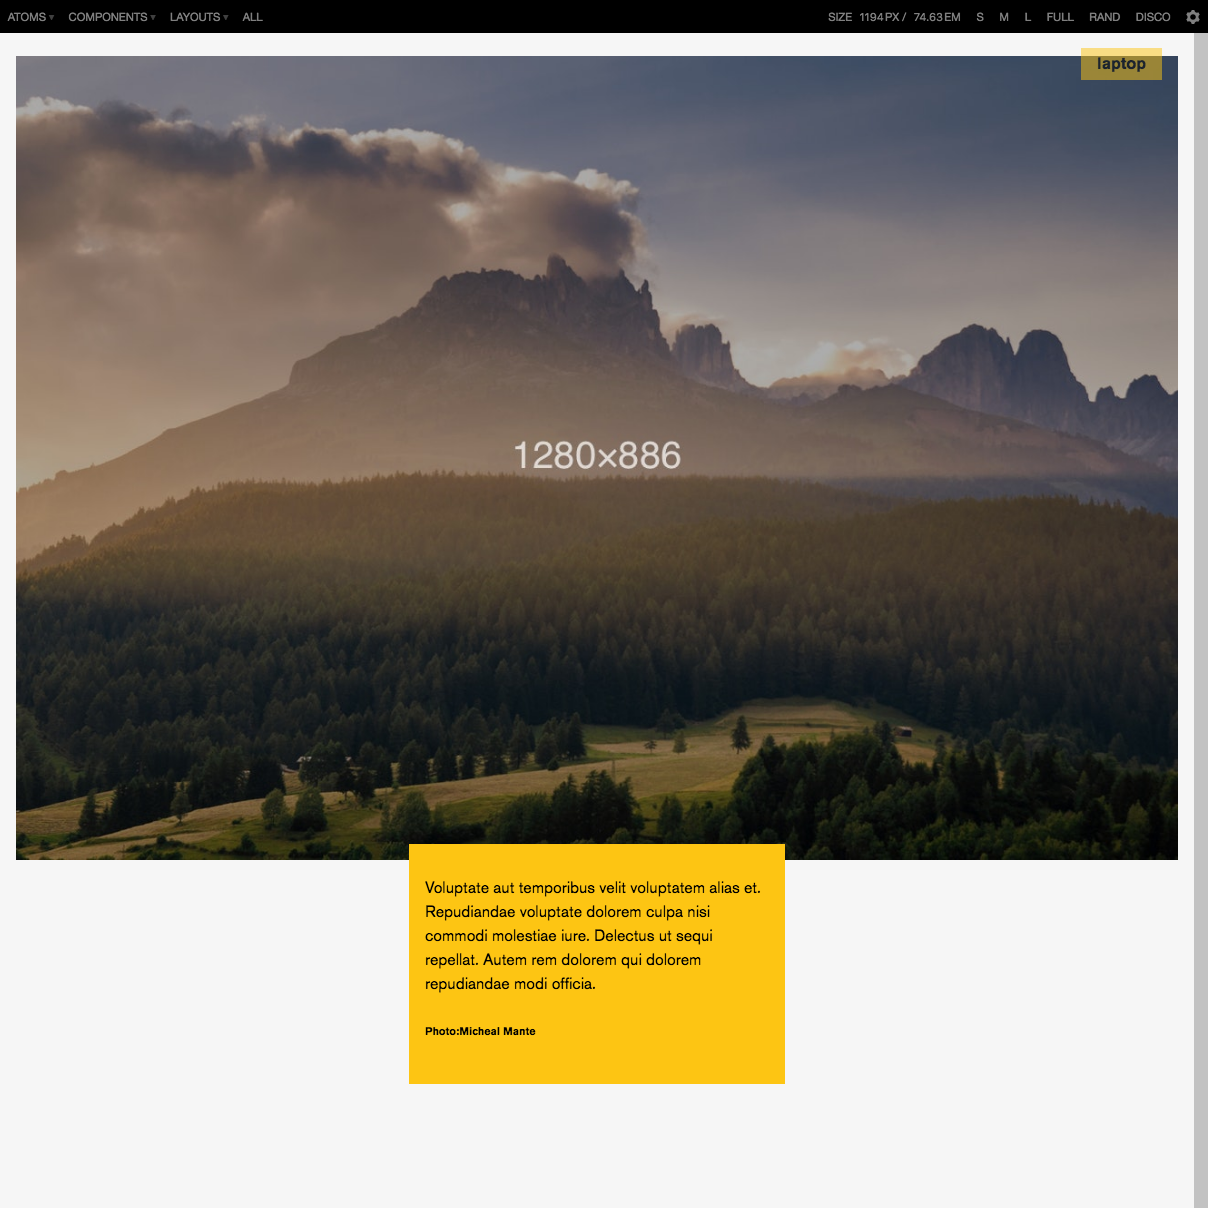 ATOMS ▾ COMPONENTS ▾ LAYOUTS ▾ ALL SIZE 1194PX / 74.63EM S M L FULL RAND DISCO
laptop
1280×886
Voluptate aut temporibus velit voluptatem alias et.
Repudiandae voluptate dolorem culpa nisi
commodi molestiae iure. Delectus ut sequi
repellat. Autem rem dolorem qui dolorem
repudiandae modi officia.
Photo:Micheal Mante